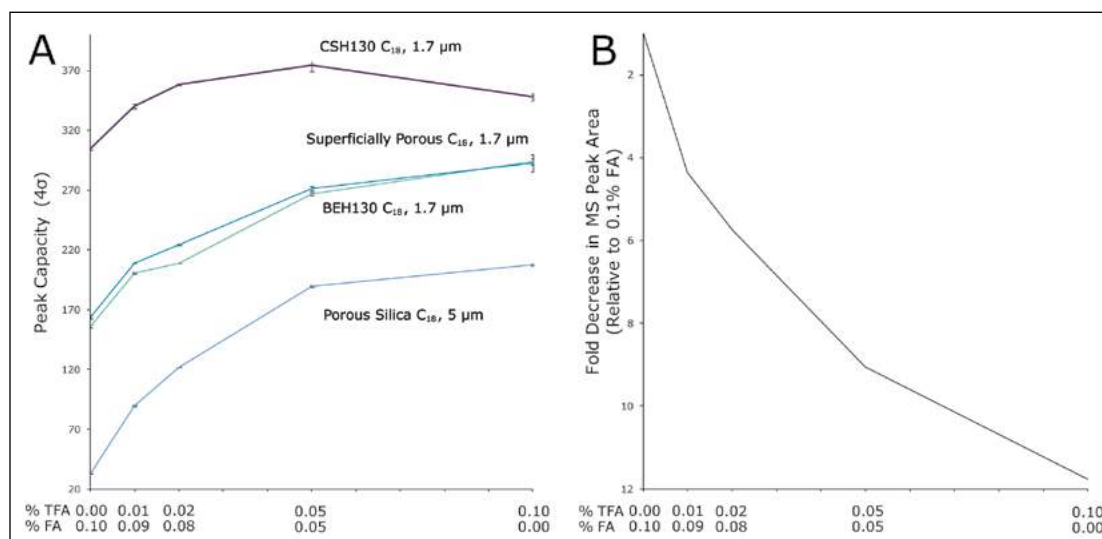 A
CSH130 C18, 1.7 µm
Superficially Porous C18, 1.7 µm
BEH130 C18, 1.7 µm
Porous Silica C18, 5 µm
Peak Capacity (4σ)
370
320
270
220
170
120
70
20
% TFA 0.00 0.01 0.02 0.05 0.10
% FA 0.10 0.09 0.08 0.05 0.00
B
Fold Decrease in MS Peak Area
(Relative to 0.1% FA)
2
4
6
8
10
12
% TFA 0.00 0.01 0.02 0.05 0.10
% FA 0.10 0.09 0.08 0.05 0.00